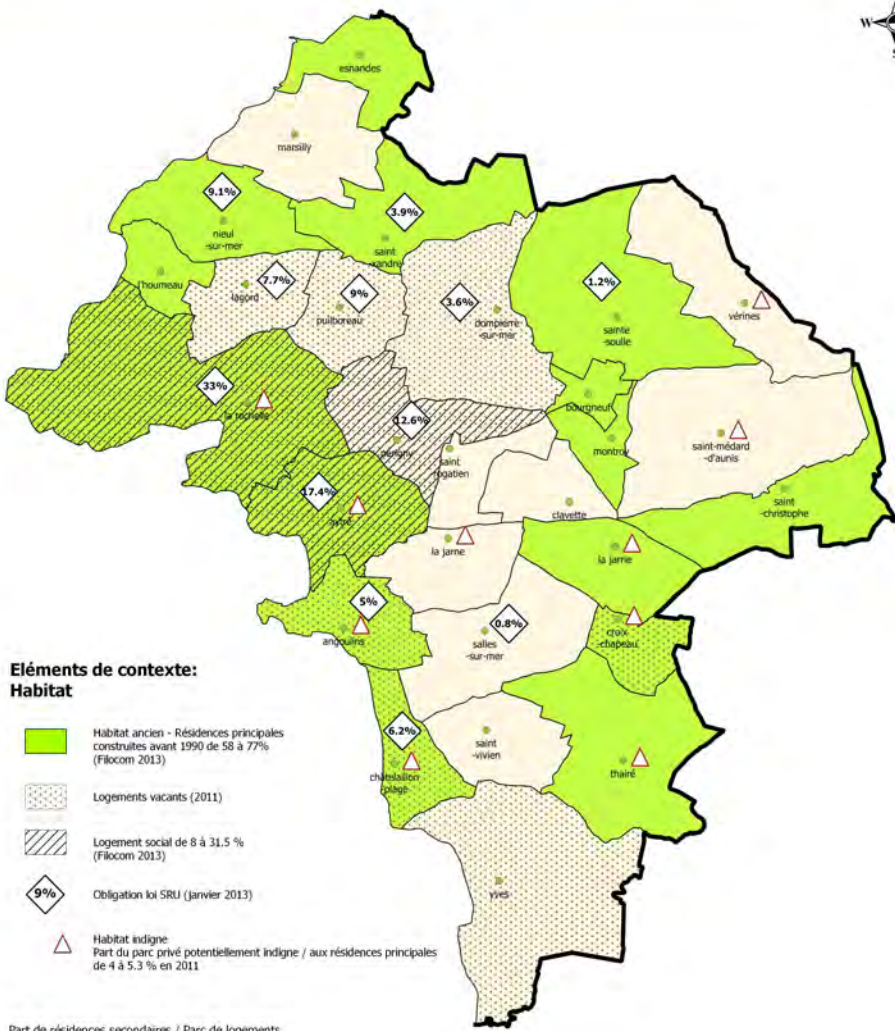 W
esnandes
marsilly
9.1%
nieul
-sur-mer
3.9%
saint
-xandre
l'houmeau
7.7%
lagord
9%
puilboreau
3.6%
dompierre
-sur-mer
1.2%
sainte
-soulle
vérines
33%
la rochelle
12.6%
périgny
bourgneuf
montroy
saint-médard
-d'aunis
saint
rogatien
17.4%
aytré
clavette
saint
-christophe
la jarne
la jarrie
5%
angoulins
0.8%
salles
-sur-mer
croix
-chapeau
6.2%
châtelaillon
-plage
saint
-vivien
thairé
yves
Eléments de contexte:
Habitat
Habitat ancien - Résidences principales
construites avant 1990 de 58 à 77%
(Filocom 2013)
Logements vacants (2011)
Logement social de 8 à 31.5 %
(Filocom 2013)
9%
Obligation loi SRU (janvier 2013)
Habitat indigne
Part du parc privé potentiellement indigne / aux résidences principales
de 4 à 5.3 % en 2011
Part de résidences secondaires / Parc de logements